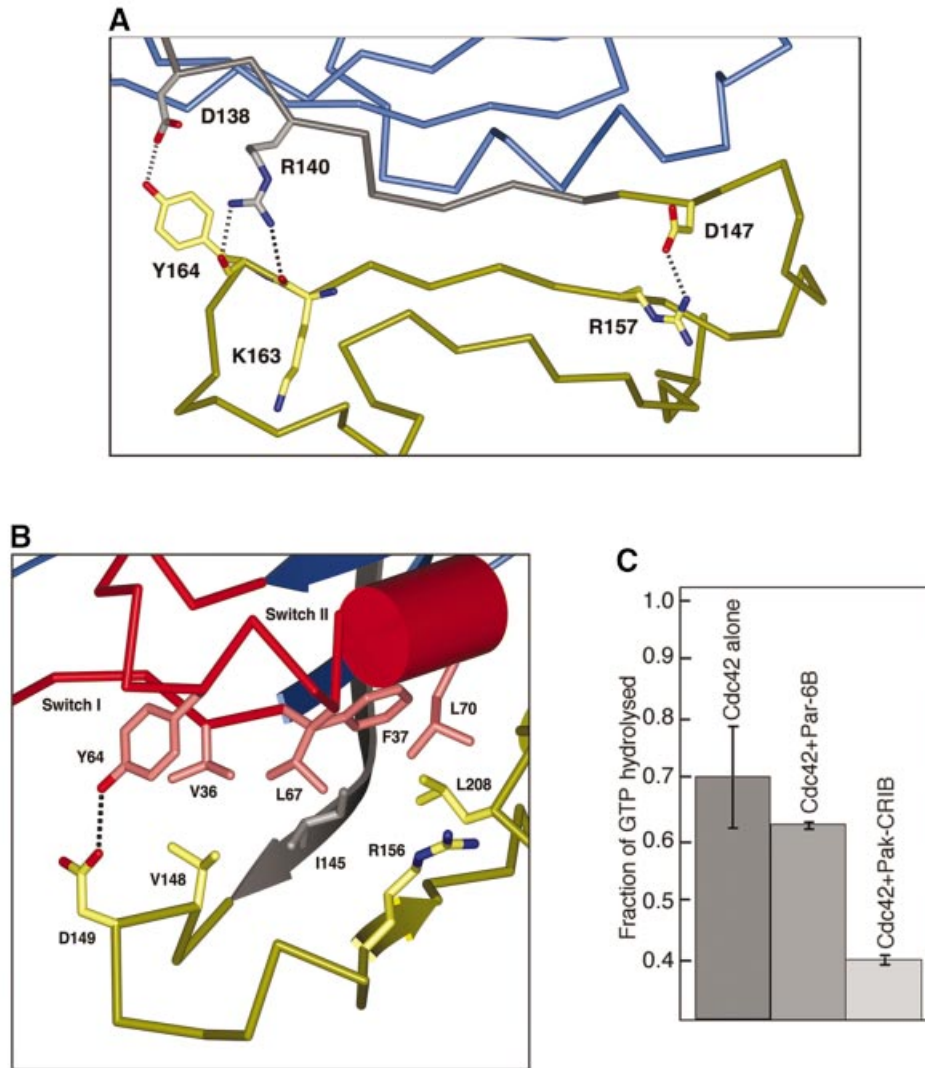 A
D138
R140
D147
Y164
R157
K163
B
Switch II
Switch I
L70
F37
Y64
L208
V36
L67
R156
I145
V148
D149
C
Fraction of GTP hydrolysed
1.0
0.9
0.8
0.7
0.6
0.5
0.4
Cdc42 alone
Cdc42+Par-6B
Cdc42+Pak-CRIB